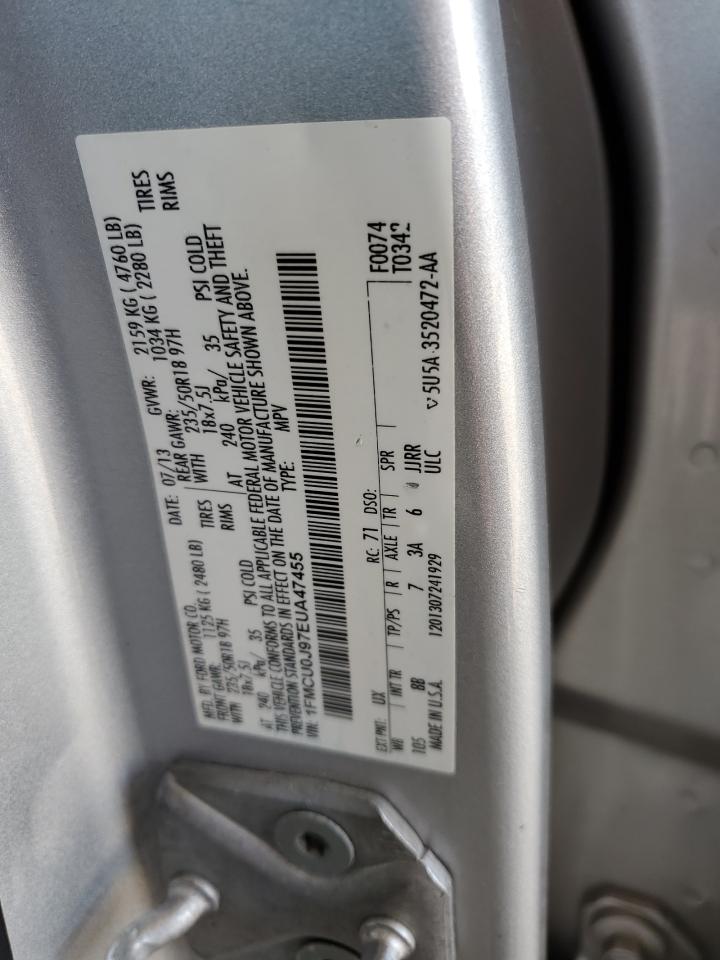 MFD. BY FORD MOTOR CO. DATE: 07/13 GVWR: 2159 KG ( 4760 LB)
FRONT GAWR: 1125 KG ( 2480 LB) REAR GAWR: 1034 KG ( 2280 LB)
WITH 235/50R18 97H TIRES WITH 235/50R18 97H TIRES
18x7.5J RIMS 18x7.5J RIMS
AT 240 kPa/ 35 PSI COLD AT 240 kPa/ 35 PSI COLD
THIS VEHICLE CONFORMS TO ALL APPLICABLE FEDERAL MOTOR VEHICLE SAFETY AND THEFT
PREVENTION STANDARDS IN EFFECT ON THE DATE OF MANUFACTURE SHOWN ABOVE.
VIN: 1FMCU0J97EUA47455 TYPE: MPV
EXT PNT: UX RC: 71 DSO: F0074
WB INT TR TP/PS R AXLE TR SPR T0342
105 8B 7 3A 6 JJRR
MADE IN U.S.A. 1201307241929 ULC ▽5U5A-3520472-AA